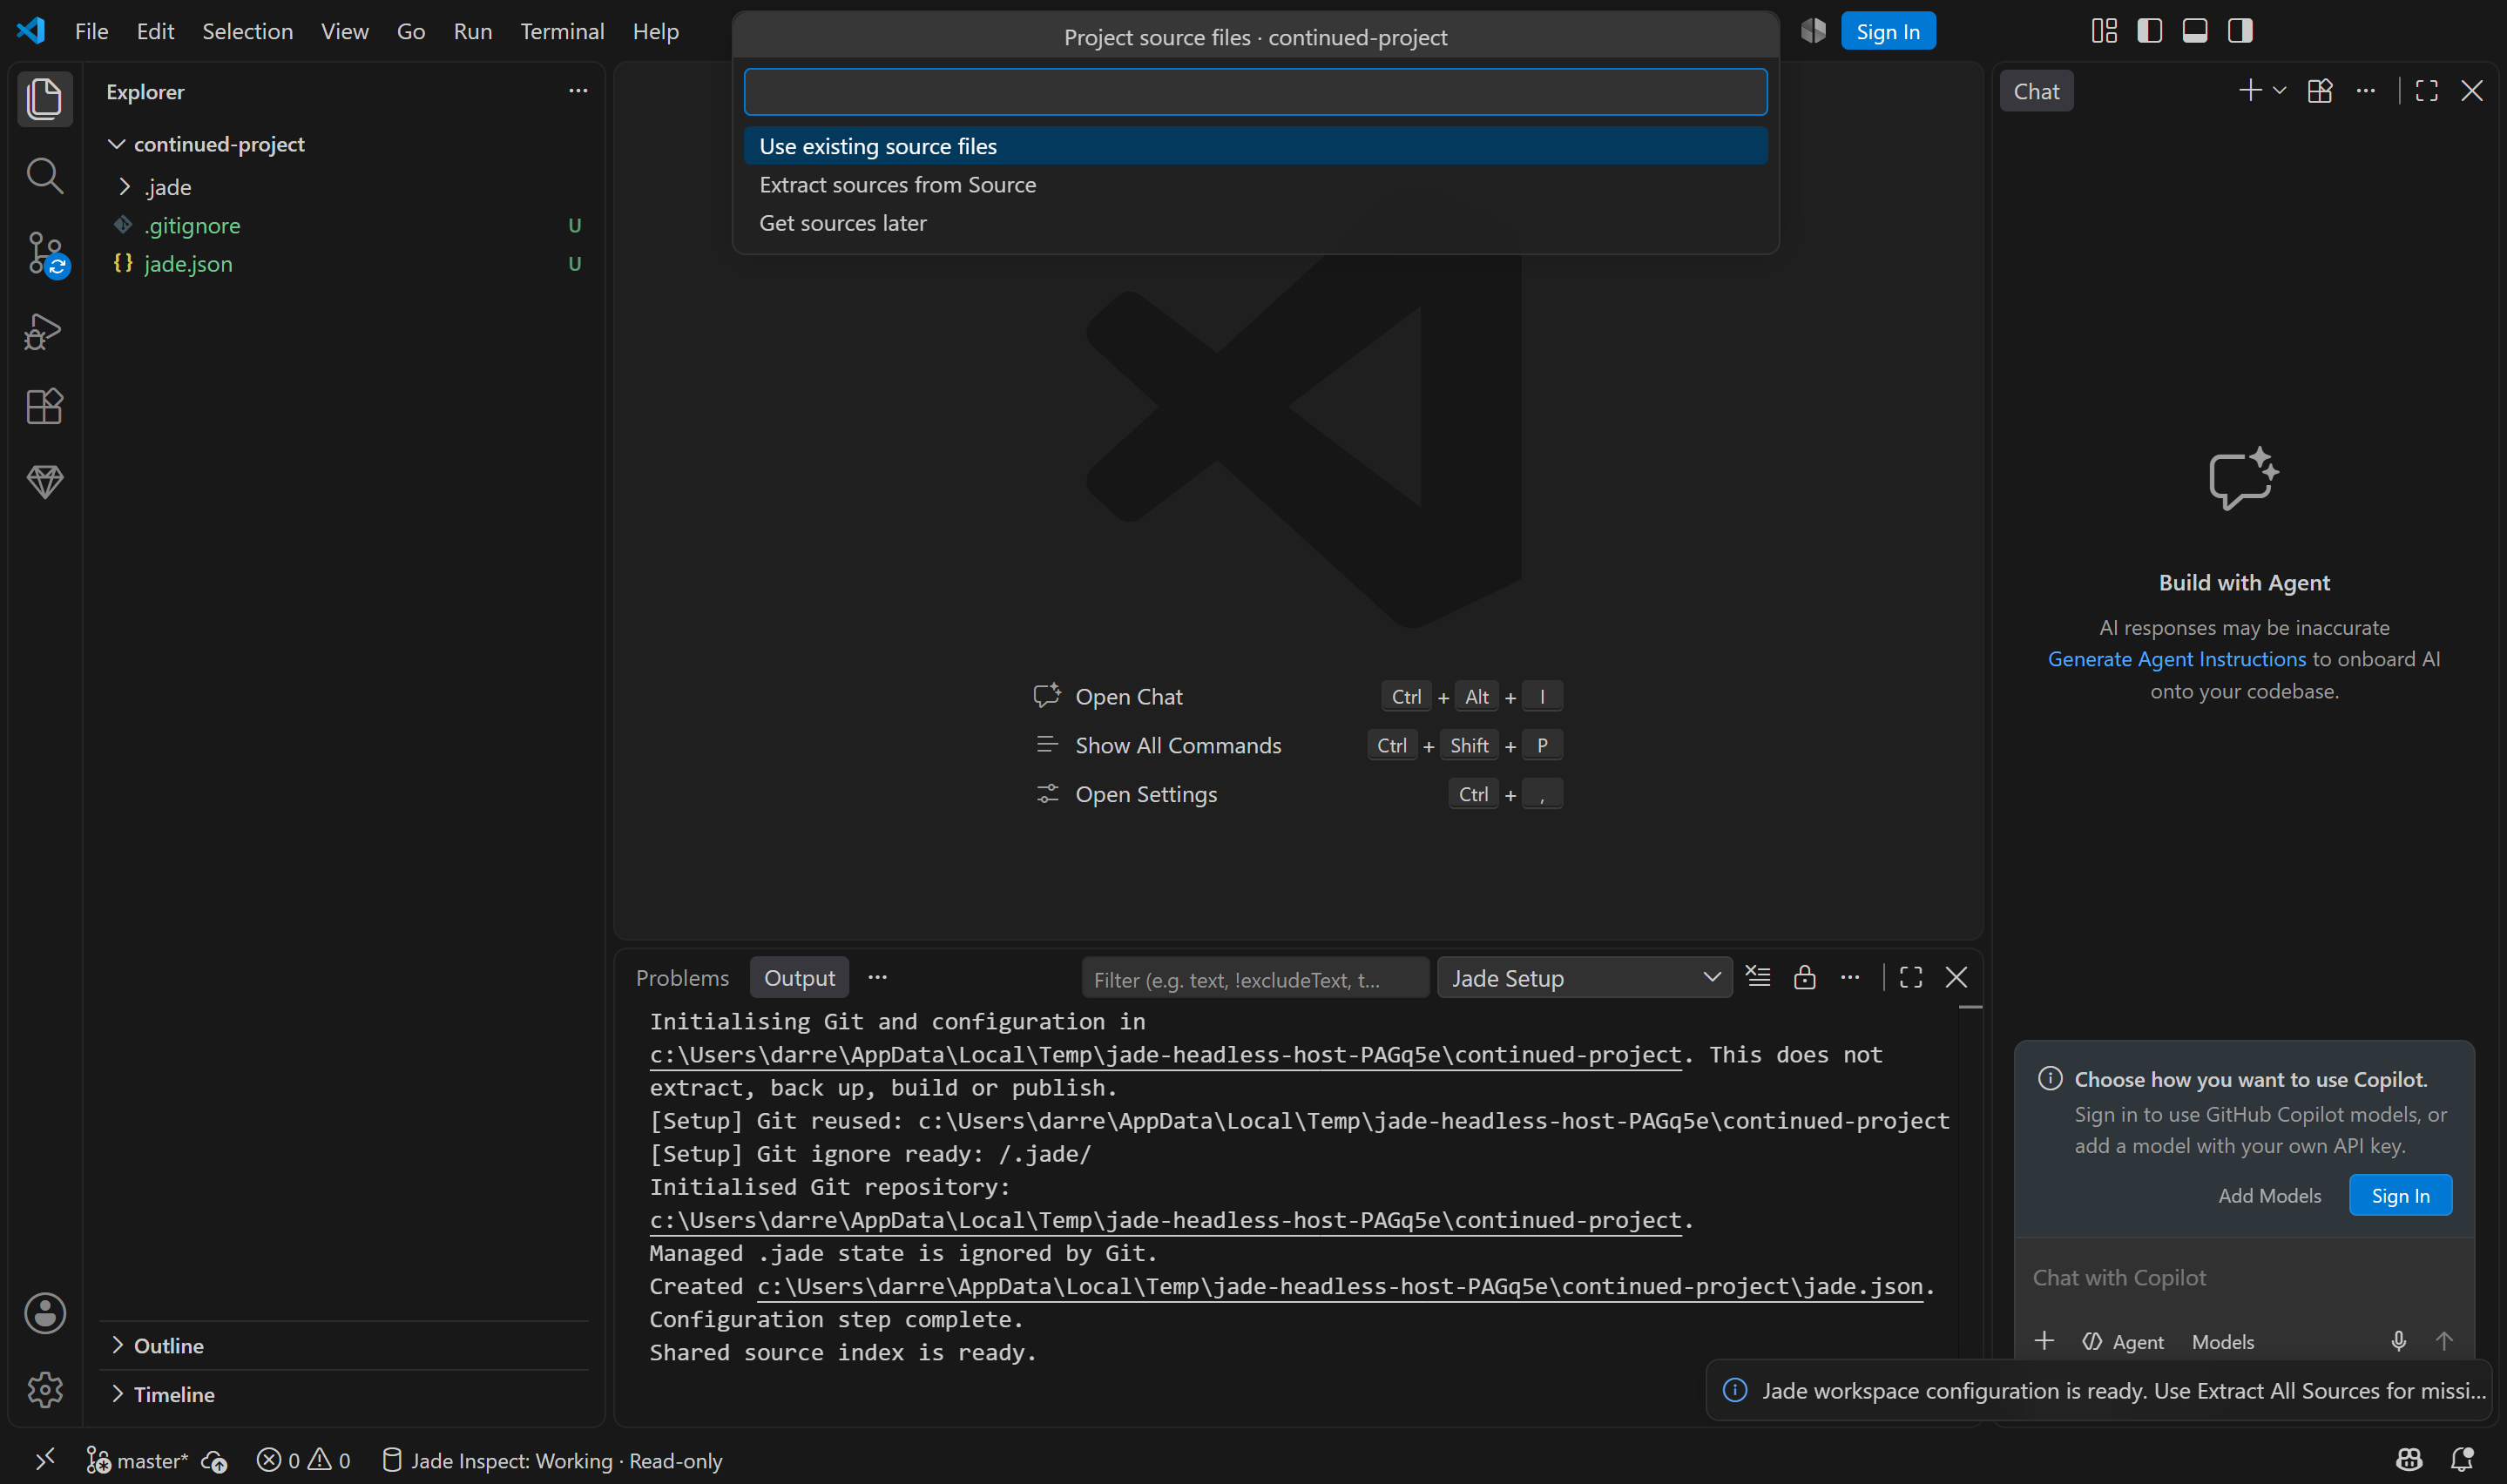 File Edit Selection View Go Run Terminal Help
Project source files · continued-project
Sign In
Explorer
continued-project
.jade
.gitignore U
jade.json U
Use existing source files
Extract sources from Source
Get sources later
Open Chat Ctrl + Alt + I
Show All Commands Ctrl + Shift + P
Open Settings Ctrl + ,
Chat
Build with Agent
AI responses may be inaccurate
Generate Agent Instructions to onboard AI
onto your codebase.
Problems Output Filter (e.g. text, !excludeText, t... Jade Setup
Initialising Git and configuration in
c:\Users\darre\AppData\Local\Temp\jade-headless-host-PAGq5e\continued-project. This does not
extract, back up, build or publish.
[Setup] Git reused: c:\Users\darre\AppData\Local\Temp\jade-headless-host-PAGq5e\continued-project
[Setup] Git ignore ready: /.jade/
Initialised Git repository:
c:\Users\darre\AppData\Local\Temp\jade-headless-host-PAGq5e\continued-project.
Managed .jade state is ignored by Git.
Created c:\Users\darre\AppData\Local\Temp\jade-headless-host-PAGq5e\continued-project\jade.json.
Configuration step complete.
Shared source index is ready.
Choose how you want to use Copilot.
Sign in to use GitHub Copilot models, or
add a model with your own API key.
Add Models Sign In
Chat with Copilot
Agent Models
Jade workspace configuration is ready. Use Extract All Sources for missi...
Outline
Timeline
master* 0 0 Jade Inspect: Working · Read-only